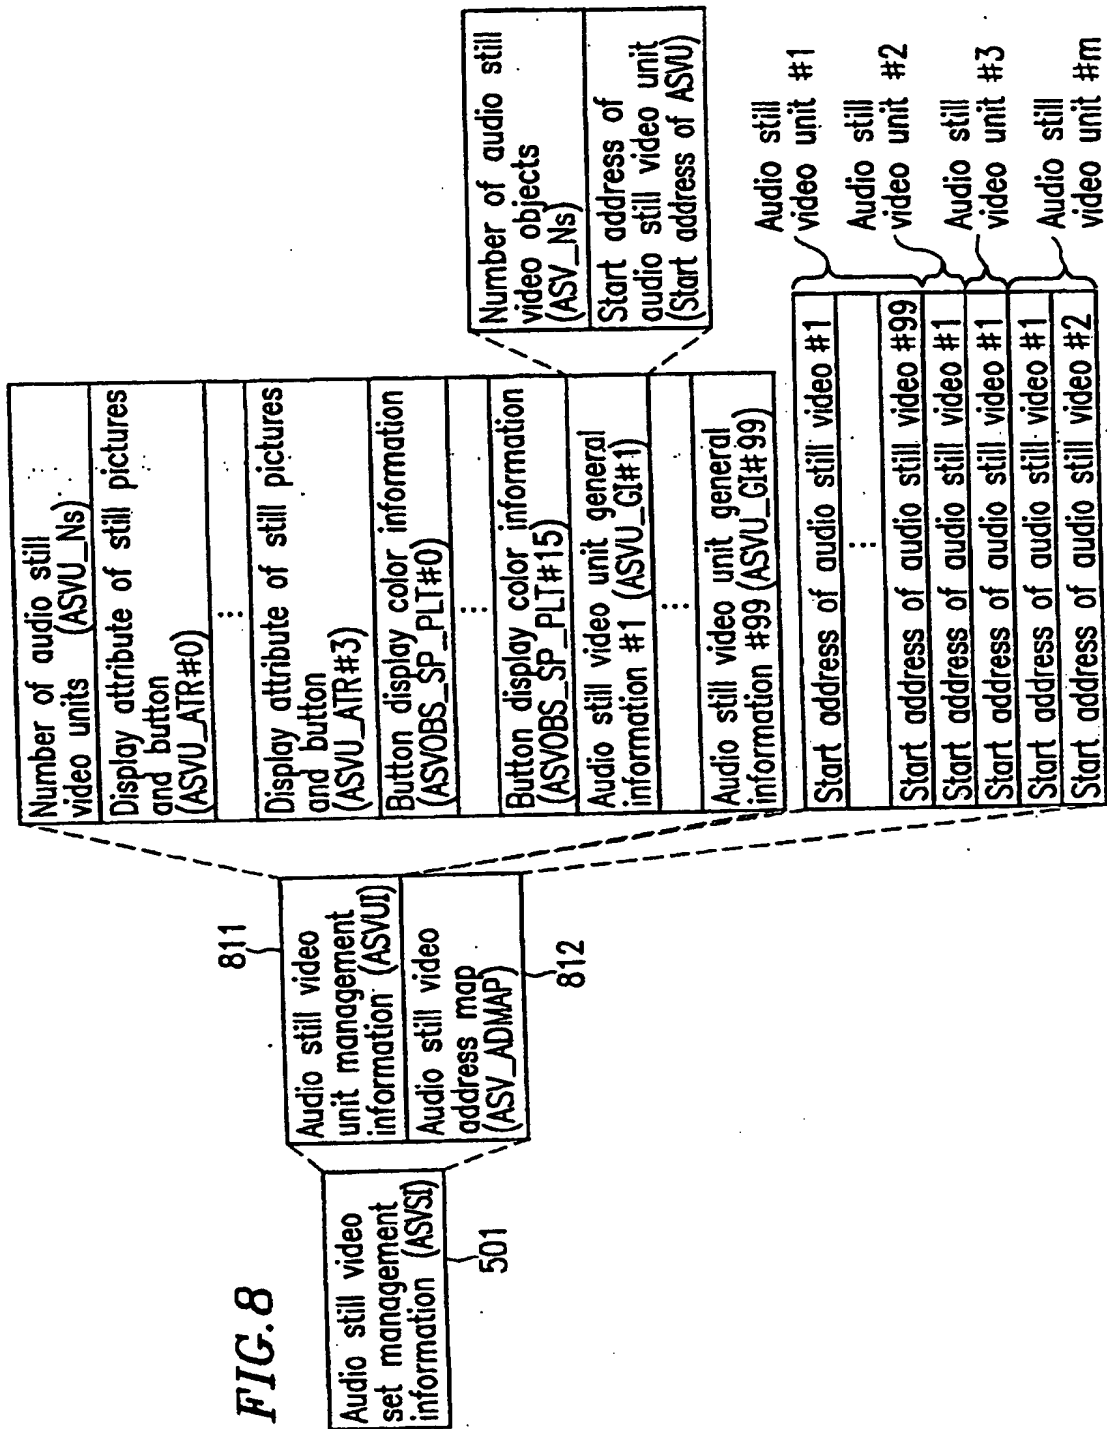 FIG.8
Audio still video
set management
information (ASVSI)
501
811
Audio still video
unit management
information (ASVUI)
Audio still video
address map
(ASV_ADMAP)
812
Number of audio still
video units (ASVU_Ns)
Display attribute of still pictures
and button
(ASVU_ATR#0)
...
Display attribute of still pictures
and button
(ASVU_ATR#3)
Button display color information
(ASVOBS_SP_PLT#0)
...
Button display color information
(ASVOBS_SP_PLT#15)
Audio still video unit general
information #1 (ASVU_GI#1)
...
Audio still video unit general
information #99 (ASVU_GI#99)
Number of audio still
video objects
(ASV_Ns)
Start address of
audio still video unit
(Start address of ASVU)
Start address of audio still video #1
...
Start address of audio still video #99
Start address of audio still video #1
Start address of audio still video #1
Start address of audio still video #1
Start address of audio still video #2
Audio still
video unit #1
Audio still
video unit #2
Audio still
video unit #3
Audio still
video unit #m